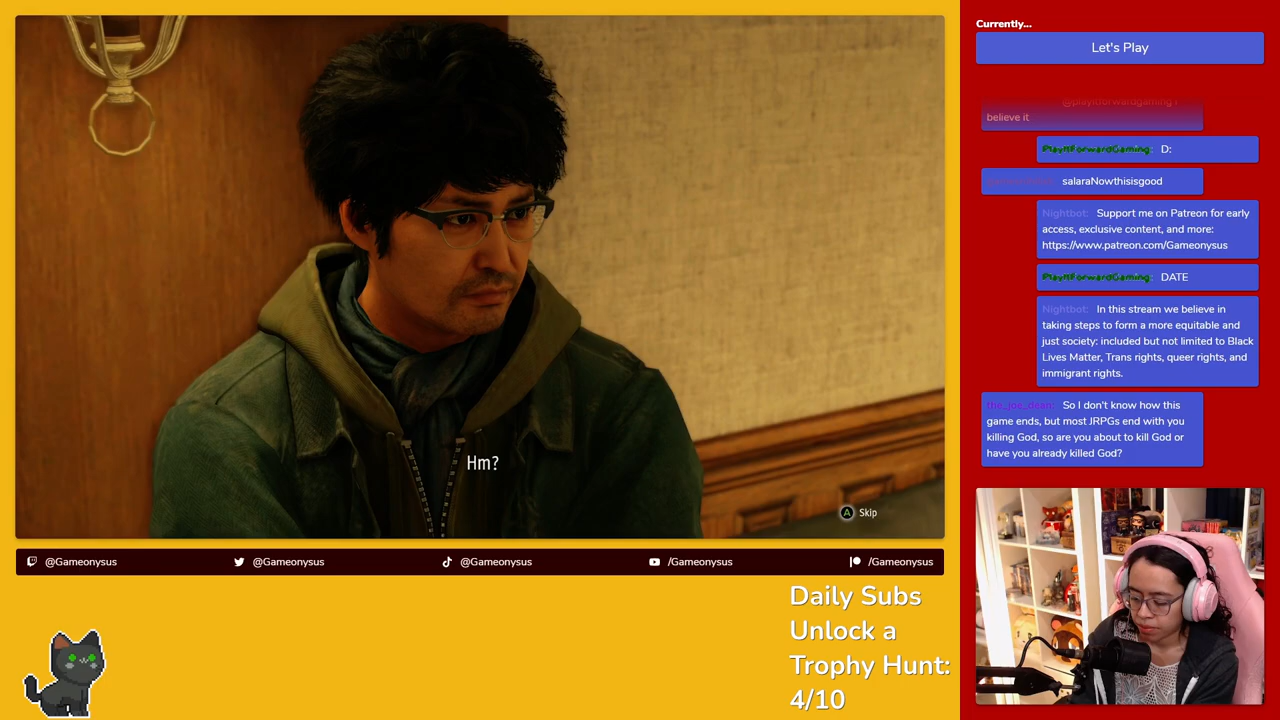 Currently...
Let's Play
@playitforwardgaming I
believe it
PlayItForwardGaming: D:
salaraNowthisisgood
Nightbot: Support me on Patreon for early
access, exclusive content, and more:
https://www.patreon.com/Gameonysus
PlayItForwardGaming: DATE
Nightbot: In this stream we believe in
taking steps to form a more equitable and
just society: included but not limited to Black
Lives Matter, Trans rights, queer rights, and
immigrant rights.
the_joe_dean: So I don't know how this
game ends, but most JRPGs end with you
killing God, so are you about to kill God or
have you already killed God?
Hm?
A Skip
@Gameonysus @Gameonysus @Gameonysus /Gameonysus /Gameonysus
Daily Subs
Unlock a
Trophy Hunt:
4/10